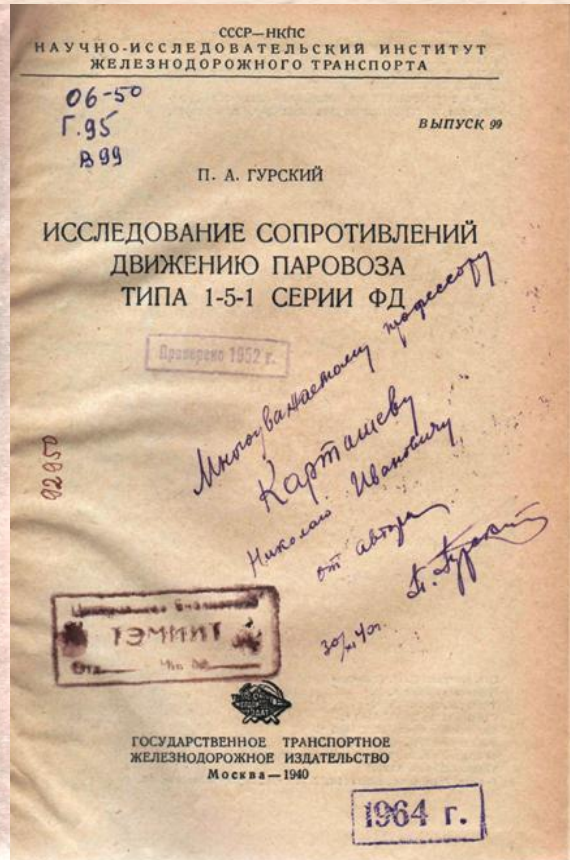 СССР—НКПС
НАУЧНО-ИССЛЕДОВАТЕЛЬСКИЙ ИНСТИТУТ
ЖЕЛЕЗНОДОРОЖНОГО ТРАНСПОРТА
06-50
Г.95
В99
ВЫПУСК 99
П. А. ГУРСКИЙ
ИССЛЕДОВАНИЕ СОПРОТИВЛЕНИЙ
ДВИЖЕНИЮ ПАРОВОЗА
ТИПА 1-5-1 СЕРИИ ФД
Проверено 1952 г.
Многоуважаемому профессору
Карташеву
Николаю Ивановичу
от автора
П. Гурский
92950
ТЭМИИТ
ГОСУДАРСТВЕННОЕ ТРАНСПОРТНОЕ
ЖЕЛЕЗНОДОРОЖНОЕ ИЗДАТЕЛЬСТВО
Москва—1940
1964 г.